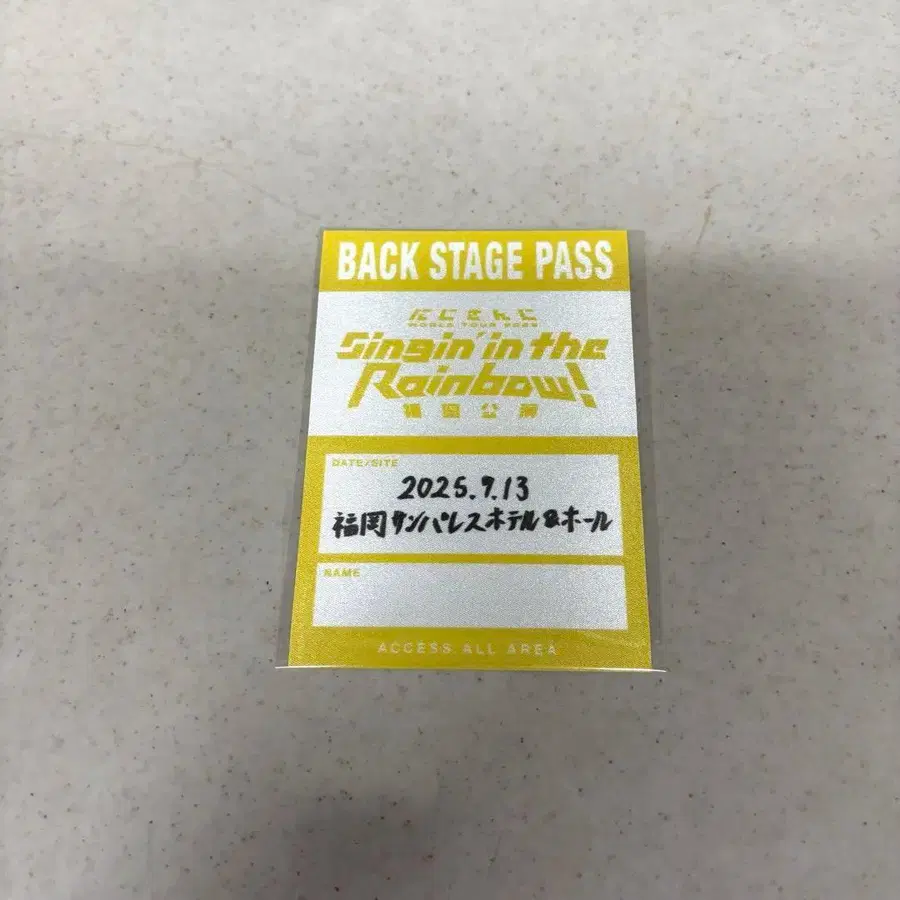 BACK STAGE PASS
にじさんじ
WORLD TOUR 2025
Singin' in the
Rainbow!
福岡公演
DATE/SITE
2025.9.13
福岡サンパレスホテル&ホール
NAME
ACCESS ALL AREA